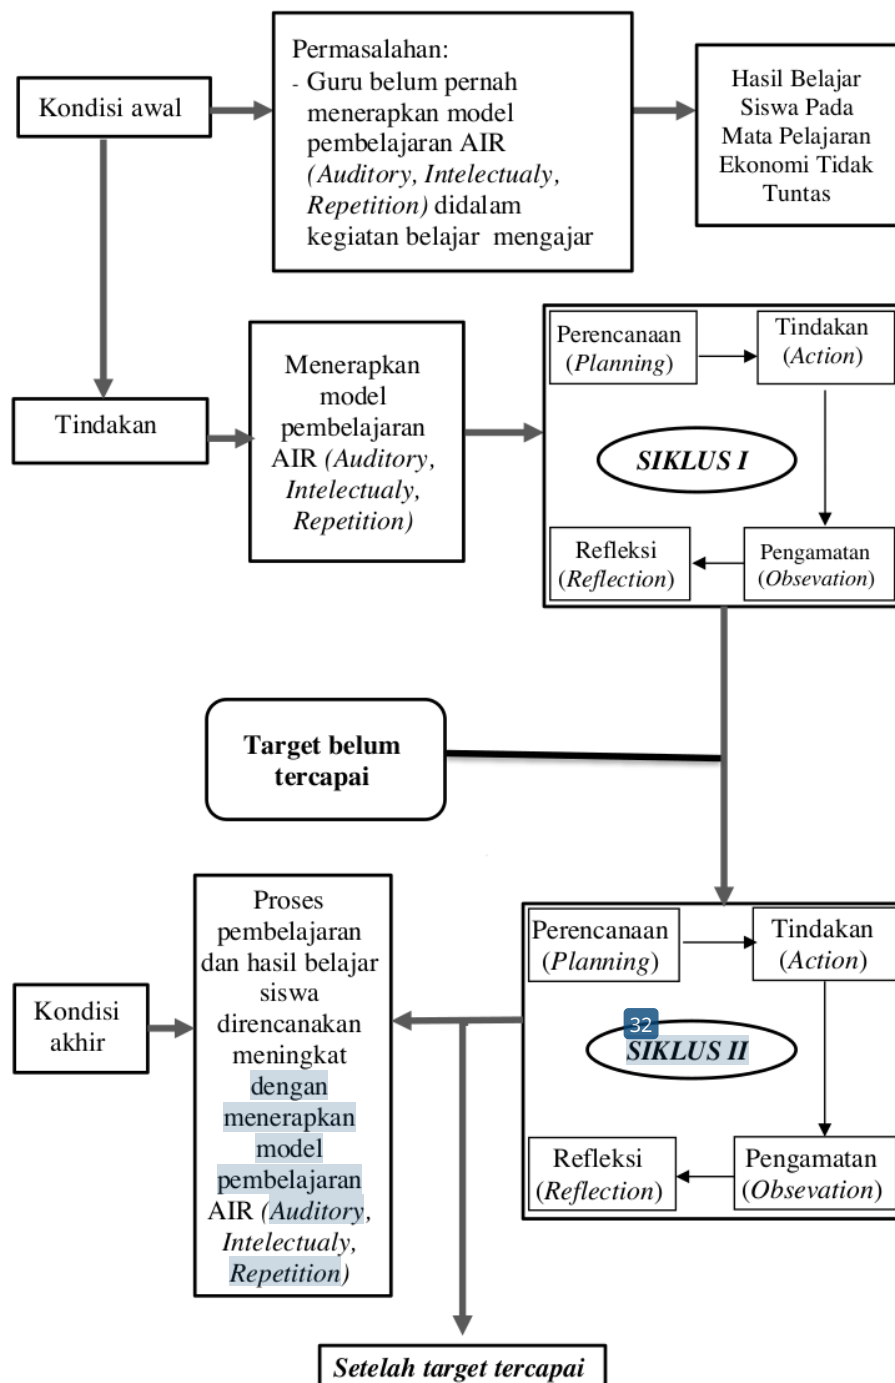 Kondisi awal
Permasalahan:
- Guru belum pernah
menerapkan model
pembelajaran AIR
(Auditory, Intelectualy,
Repetition) didalam
kegiatan belajar mengajar
Hasil Belajar
Siswa Pada
Mata Pelajaran
Ekonomi Tidak
Tuntas
Tindakan
Menerapkan
model
pembelajaran
AIR (Auditory,
Intelectualy,
Repetition)
Perencanaan
(Planning)
Tindakan
(Action)
SIKLUS I
Refleksi
(Reflection)
Pengamatan
(Obsevation)
Target belum
tercapai
Kondisi
akhir
Proses
pembelajaran
dan hasil belajar
siswa
direncanakan
meningkat
dengan
menerapkan
model
pembelajaran
AIR (Auditory,
Intelectualy,
Repetition)
Perencanaan
(Planning)
Tindakan
(Action)
32
SIKLUS II
Refleksi
(Reflection)
Pengamatan
(Obsevation)
Setelah target tercapai